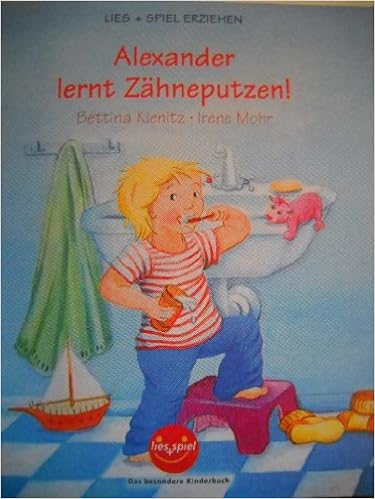 LIES + SPIEL ERZIEHEN
Alexander
lernt Zähneputzen!
Bettina Kienitz • Irene Mohr
lies+spiel
Das besondere Kinderbuch